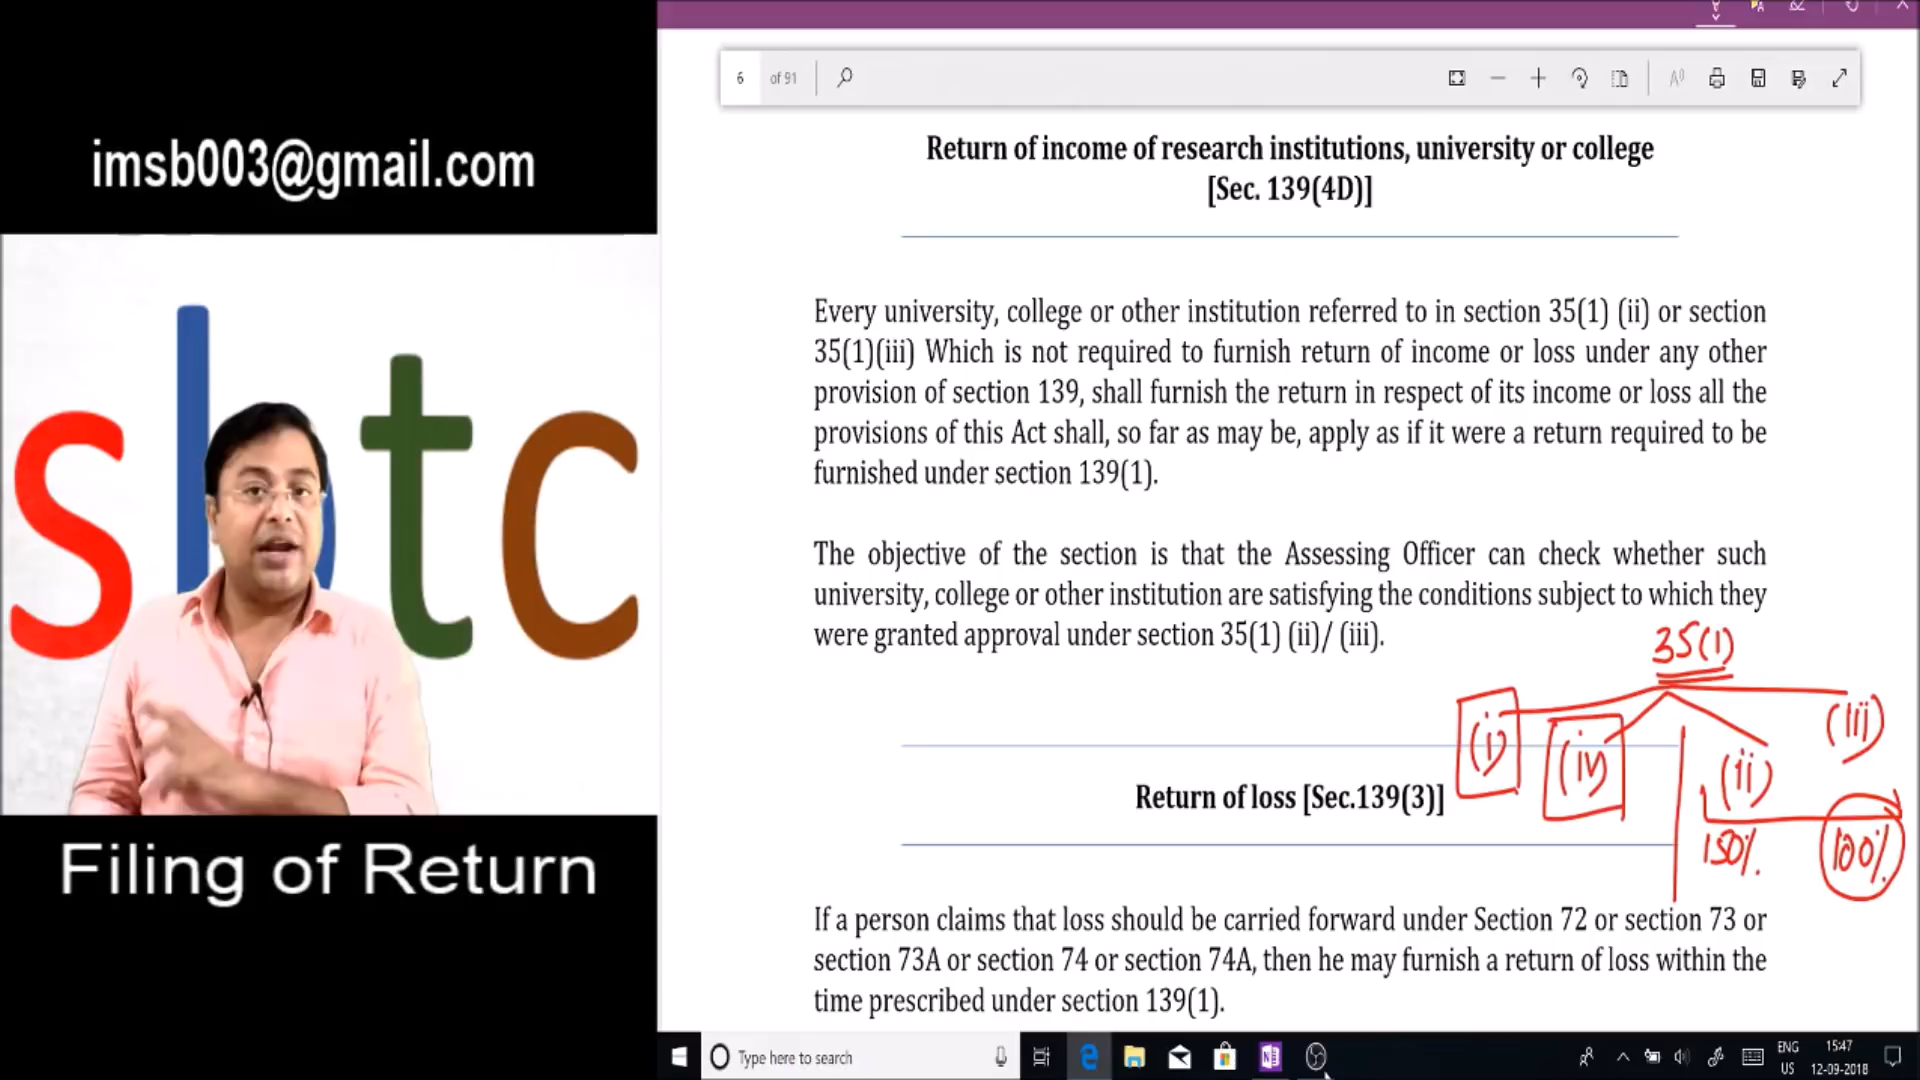 imsb003@gmail.com
sbtc
Filing of Return
6 of 91
Return of income of research institutions, university or college
[Sec. 139(4D)]
Every university, college or other institution referred to in section 35(1) (ii) or section
35(1)(iii) Which is not required to furnish return of income or loss under any other
provision of section 139, shall furnish the return in respect of its income or loss all the
provisions of this Act shall, so far as may be, apply as if it were a return required to be
furnished under section 139(1).
The objective of the section is that the Assessing Officer can check whether such
university, college or other institution are satisfying the conditions subject to which they
were granted approval under section 35(1) (ii)/ (iii).
35(1)
(i) (iv) (ii) (iii)
150% 100%
Return of loss [Sec.139(3)]
If a person claims that loss should be carried forward under Section 72 or section 73 or
section 73A or section 74 or section 74A, then he may furnish a return of loss within the
time prescribed under section 139(1).
Type here to search
ENG
US
15:47
12-09-2018